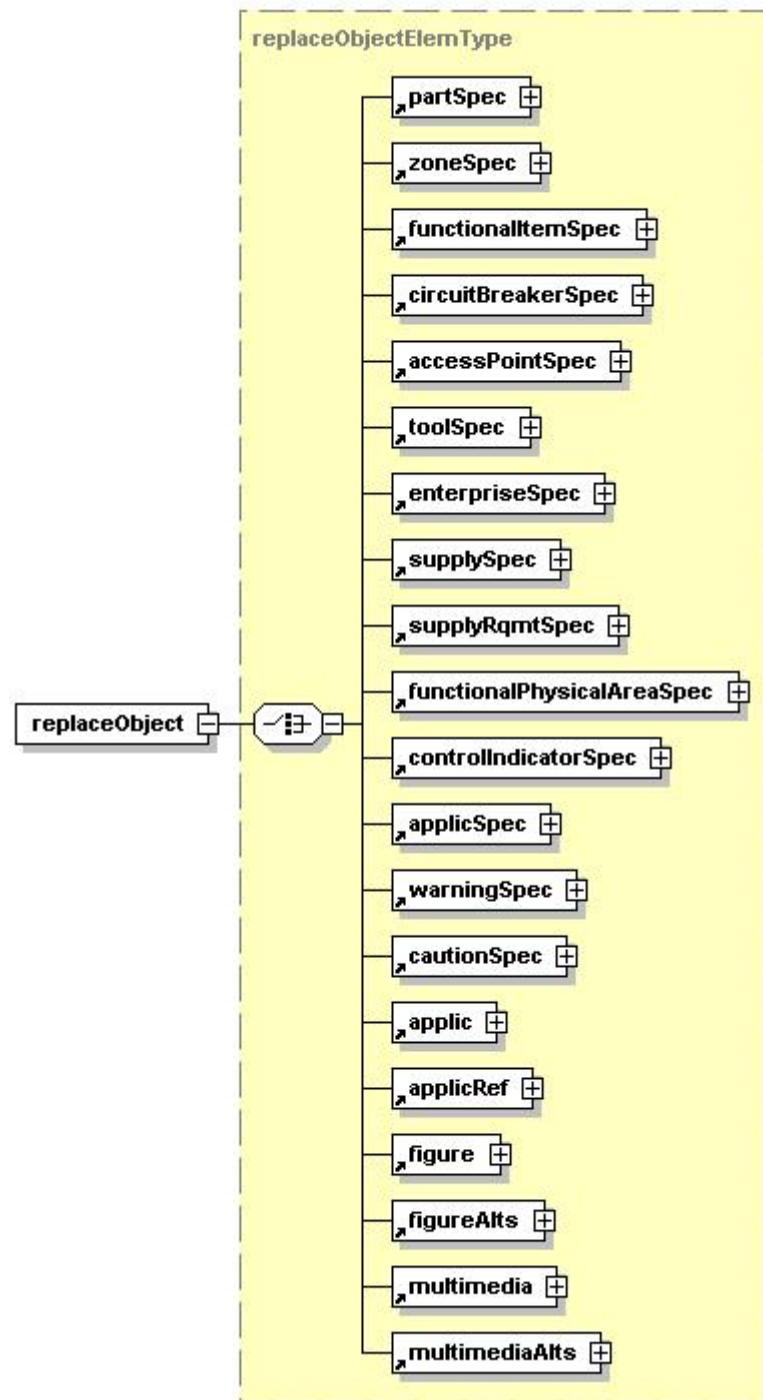 replaceObjectElemType
partSpec
zoneSpec
functionalItemSpec
circuitBreakerSpec
accessPointSpec
toolSpec
enterpriseSpec
supplySpec
supplyRqmtSpec
functionalPhysicalAreaSpec
replaceObject
controlIndicatorSpec
applicSpec
warningSpec
cautionSpec
applic
applicRef
figure
figureAlts
multimedia
multimediaAlts